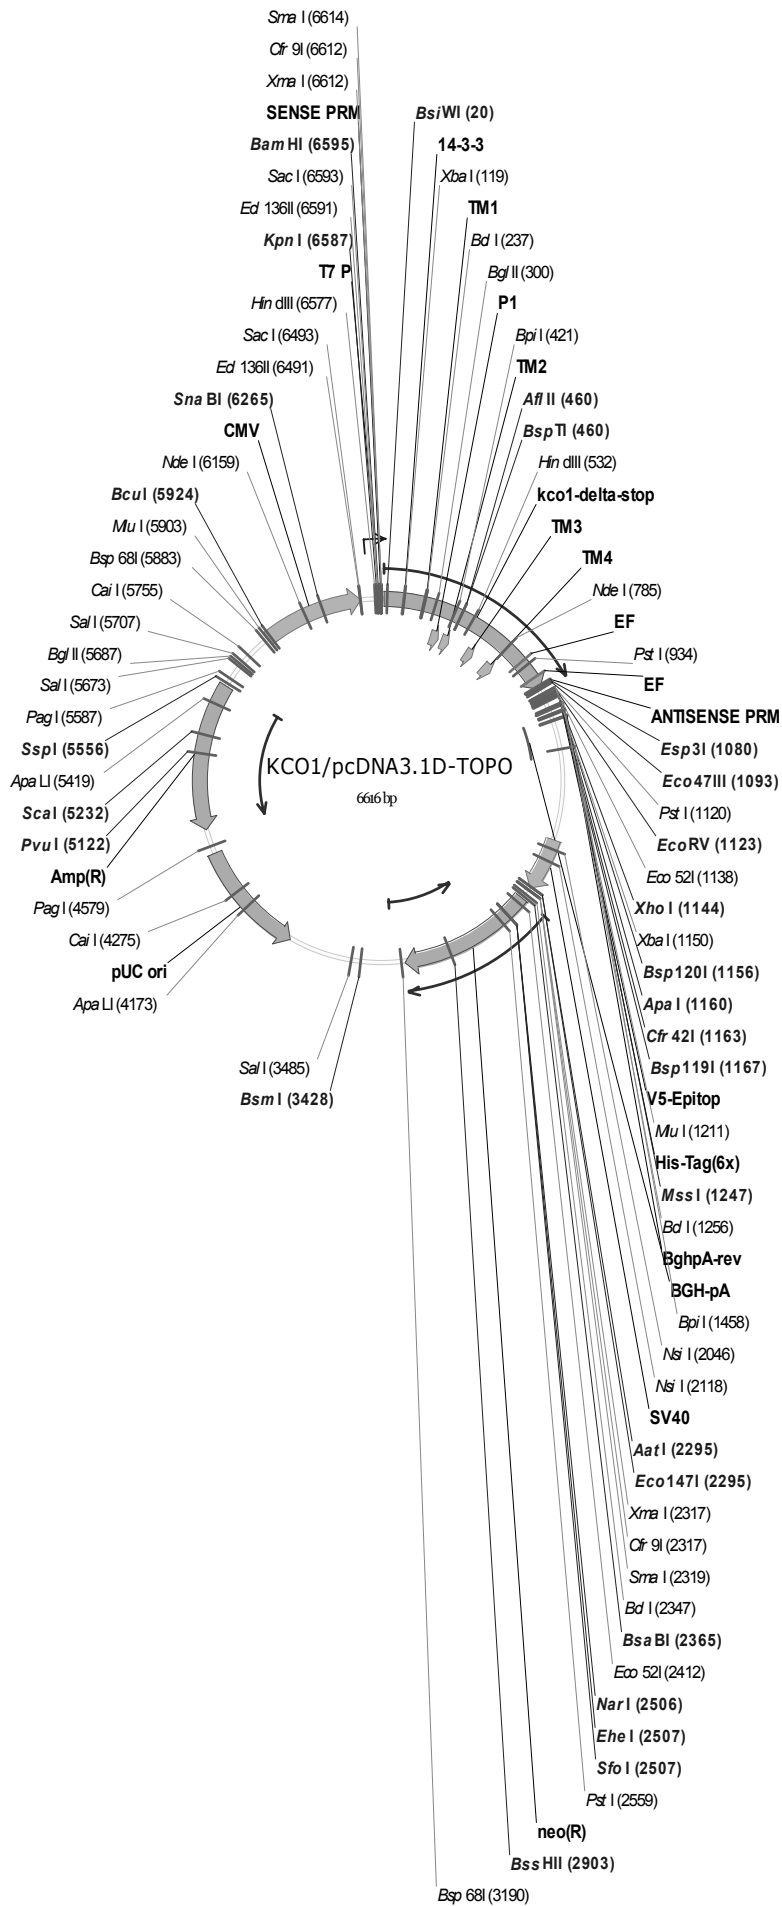 Sma I (6614)
Cfr 9I (6612)
Xma I (6612)
SENSE PRM
Bam HI (6595)
Sac I (6593)
Ecl 136II (6591)
Kpn I (6587)
T7 P
Hin dIII (6577)
Sac I (6493)
Ecl 136II (6491)
Sna BI (6265)
CMV
Nde I (6159)
Bcu I (5924)
Mlu I (5903)
Bsp 68I (5883)
Cai I (5755)
Sal I (5707)
Bgl II (5687)
Sal I (5673)
Pag I (5587)
Ssp I (5556)
Apa LI (5419)
Sca I (5232)
Pvu I (5122)
Amp(R)
Pag I (4579)
Cai I (4275)
pUC ori
Apa LI (4173)
Sal I (3485)
Bsm I (3428)
KCO1/pcDNA3.1D-TOPO
6616 bp
Bsi WI (20)
14-3-3
Xba I (119)
TM1
Bcl I (237)
Bgl II (300)
P1
Bpi I (421)
TM2
Afl II (460)
Bsp TI (460)
Hin dIII (532)
kco1-delta-stop
TM3
TM4
Nde I (785)
EF
Pst I (934)
EF
ANTISENSE PRM
Esp 3I (1080)
Eco 47III (1093)
Pst I (1120)
Eco RV (1123)
Eco 52I (1138)
Xho I (1144)
Xba I (1150)
Bsp 120I (1156)
Apa I (1160)
Cfr 42I (1163)
Bsp 119I (1167)
V5-Epitop
Mlu I (1211)
His-Tag(6x)
Mss I (1247)
Bcl I (1256)
BghpA-rev
BGH-pA
Bpi I (1458)
Nsi I (2046)
Nsi I (2118)
SV40
Aat I (2295)
Eco 147I (2295)
Xma I (2317)
Cfr 9I (2317)
Sma I (2319)
Bcl I (2347)
Bsa BI (2365)
Eco 52I (2412)
Nar I (2506)
Ehe I (2507)
Sfo I (2507)
Pst I (2559)
neo(R)
Bss HII (2903)
Bsp 68I (3190)